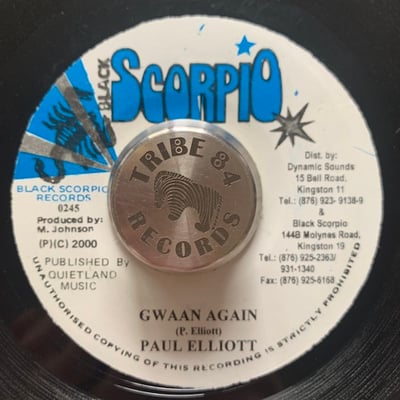 BLACK
SCORPIO
BLACK SCORPIO
RECORDS
0245
Produced by:
M. Johnson
(P)(C) 2000
PUBLISHED BY
QUIETLAND
MUSIC
TRIBE 84
RECORDS
Dist. by:
Dynamic Sounds
15 Bell Road,
Kingston 11
Tel.: (876) 923- 9138-9
&
Black Scorpio
144B Molynes Road,
Kingston 19
Tel.: (876) 925-2363/
931-1340
Fax: (876) 925-6168
GWAAN AGAIN
(P. Elliott)
PAUL ELLIOTT
UNAUTHORISED COPYING OF THIS RECORDING IS STRICTLY PROHIBITED